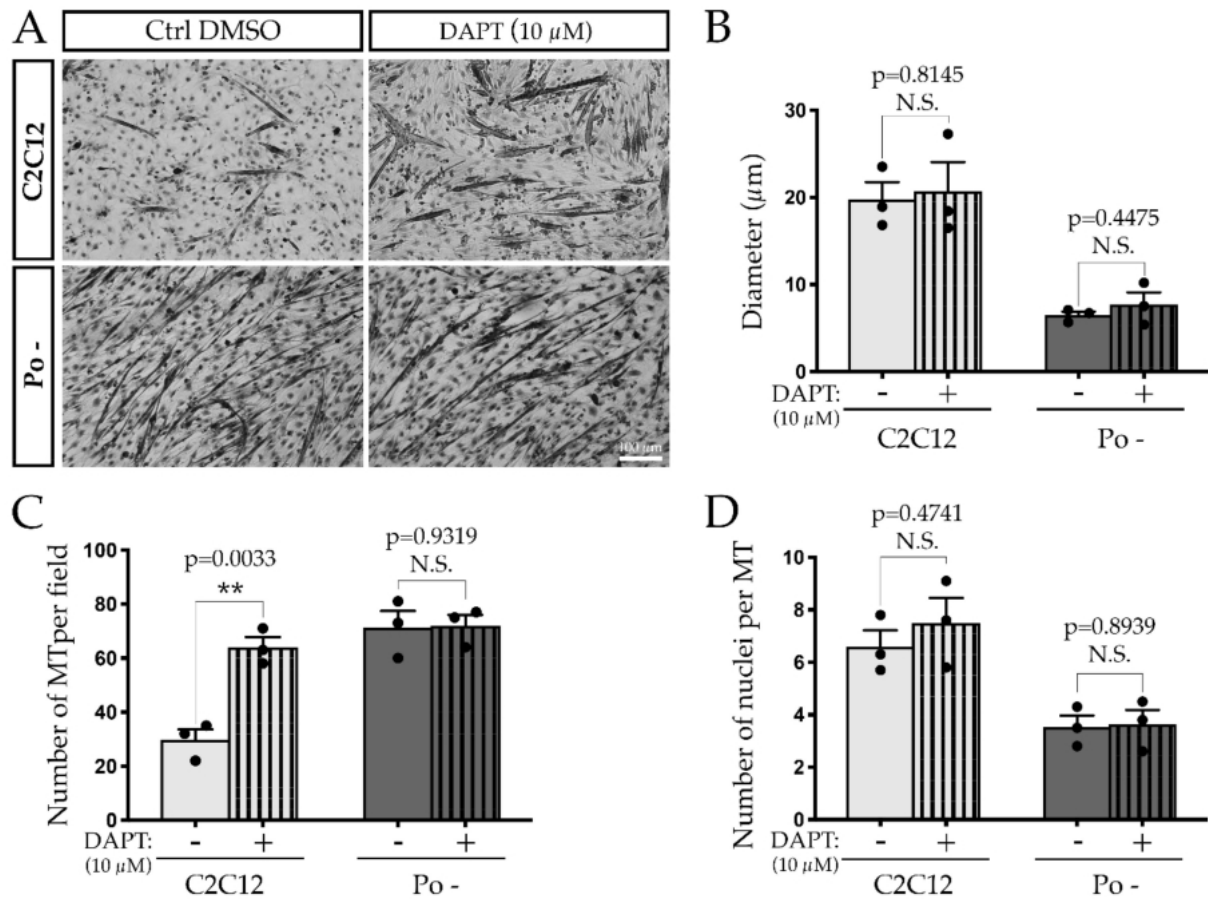 A
Ctrl DMSO
DAPT (10 µM)
C2C12
Po -
100 µm
B
p=0.8145
N.S.
p=0.4475
N.S.
Diameter (µm)
30
20
10
0
DAPT:
(10 µM)
- + - +
C2C12
Po -
C
p=0.0033
**
p=0.9319
N.S.
Number of MTper field
100
80
60
40
20
0
DAPT:
(10 µM)
- + - +
C2C12
Po -
D
p=0.4741
N.S.
p=0.8939
N.S.
Number of nuclei per MT
10
8
6
4
2
0
DAPT:
(10 µM)
- + - +
C2C12
Po -